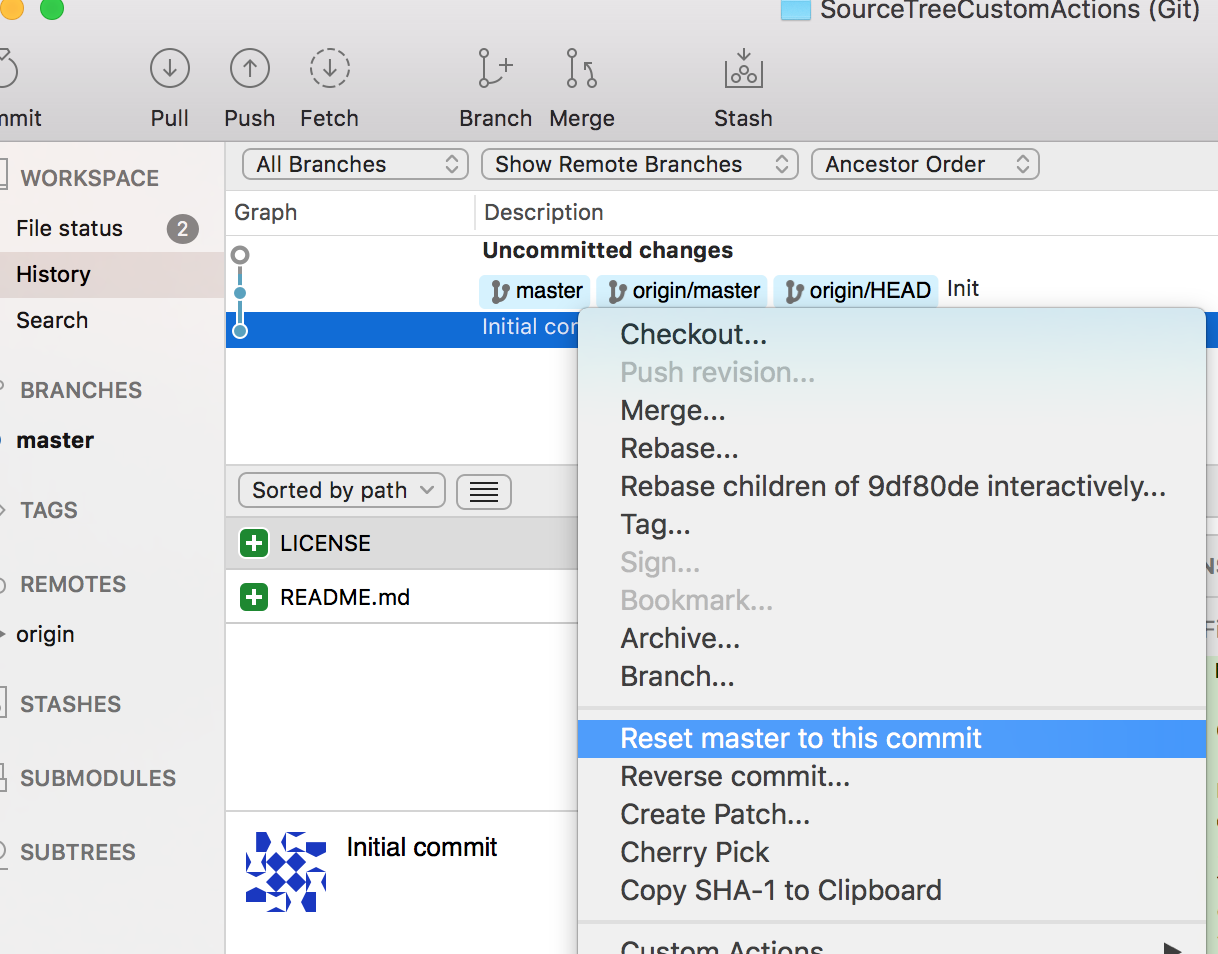 SourceTreeCustomActions (Git)
Pull
Push
Fetch
Branch
Merge
Stash
WORKSPACE
File status 2
History
Search
BRANCHES
master
TAGS
REMOTES
origin
STASHES
SUBMODULES
SUBTREES
All Branches
Show Remote Branches
Ancestor Order
Graph
Description
Uncommitted changes
master origin/master origin/HEAD Init
Initial
Sorted by path
LICENSE
README.md
Initial commit
Checkout...
Push revision...
Merge...
Rebase...
Rebase children of 9df80de interactively...
Tag...
Sign...
Bookmark...
Archive...
Branch...
Reset master to this commit
Reverse commit...
Create Patch...
Cherry Pick
Copy SHA-1 to Clipboard
Custom Actions